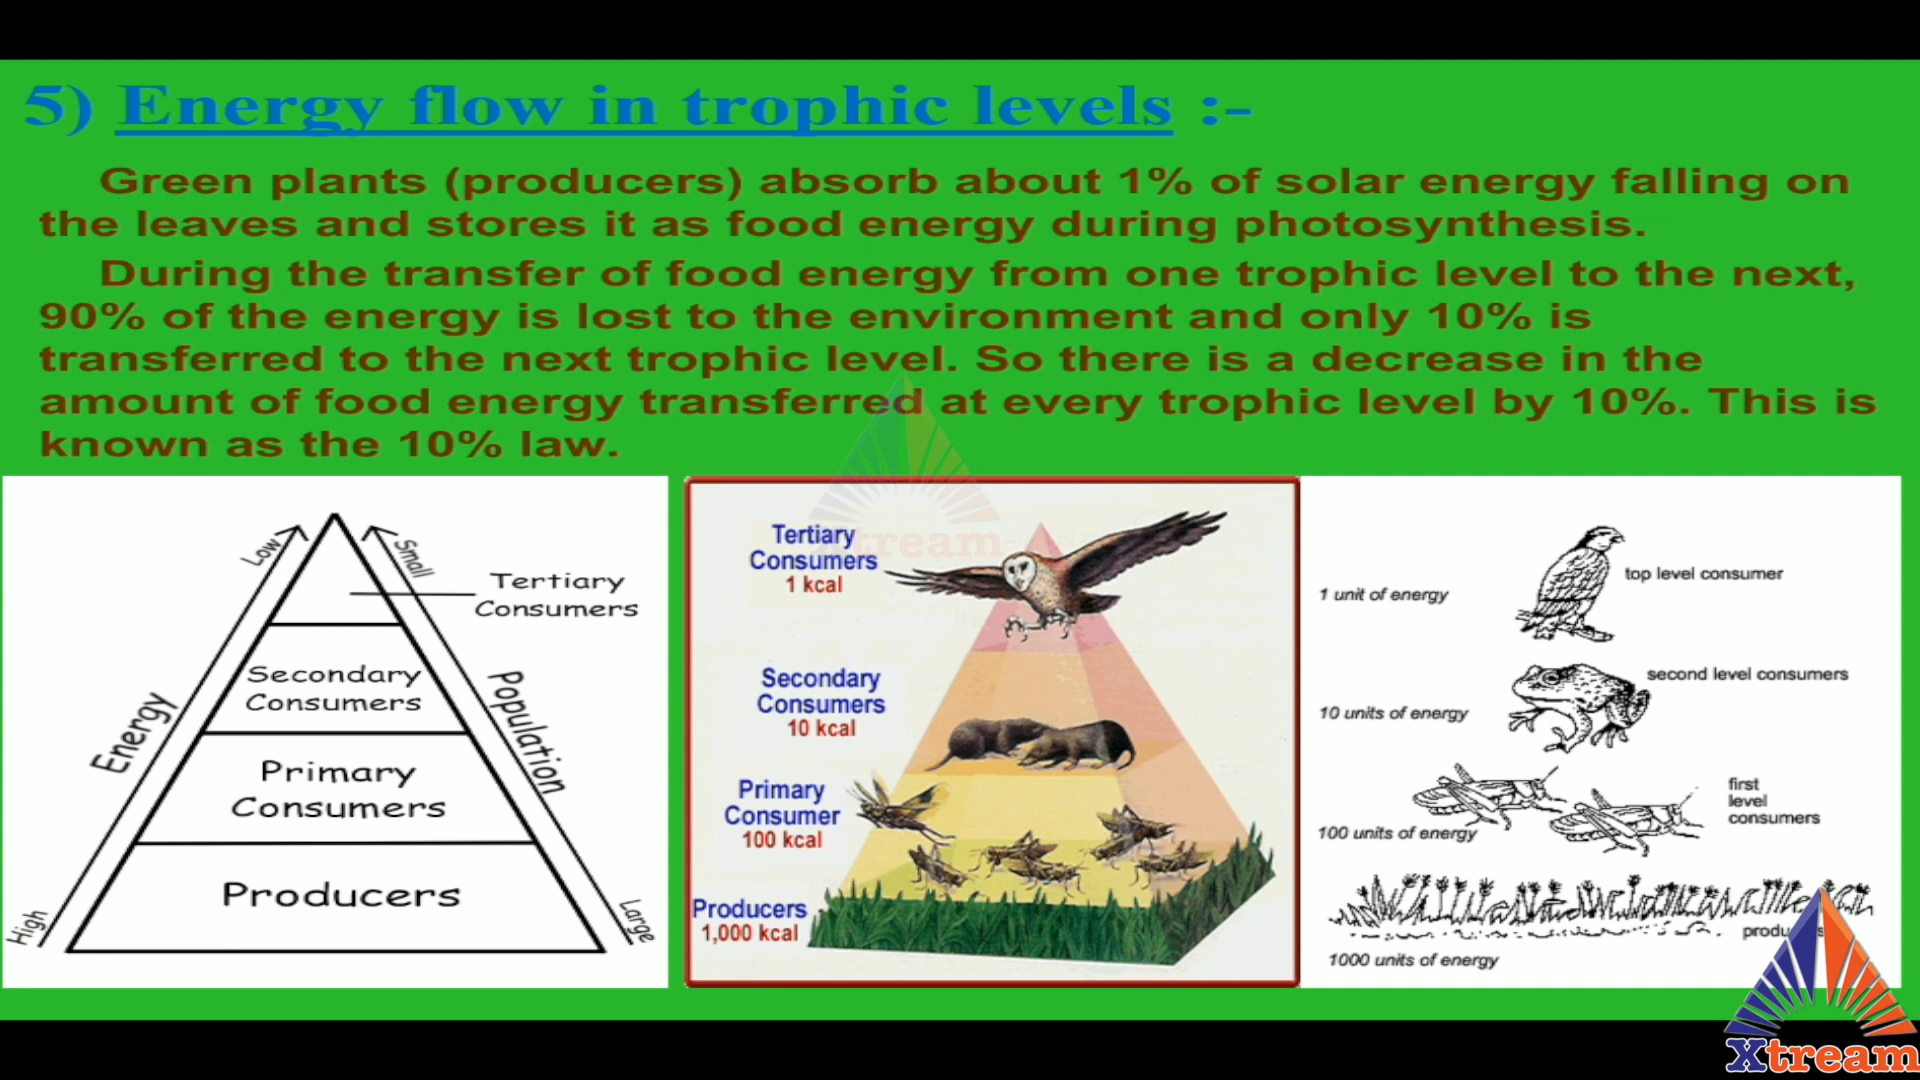 5) Energy flow in trophic levels :-
Green plants (producers) absorb about 1% of solar energy falling on
the leaves and stores it as food energy during photosynthesis.
During the transfer of food energy from one trophic level to the next,
90% of the energy is lost to the environment and only 10% is
transferred to the next trophic level. So there is a decrease in the
amount of food energy transferred at every trophic level by 10%. This is
known as the 10% law.
Low
Small
Tertiary
Consumers
Secondary
Consumers
Energy
Population
Primary
Consumers
Producers
High
Large
Tertiary
Consumers
1 kcal
Secondary
Consumers
10 kcal
Primary
Consumer
100 kcal
Producers
1,000 kcal
top level consumer
1 unit of energy
second level consumers
10 units of energy
first
level
consumers
100 units of energy
1000 units of energy
Xtream
Xtream